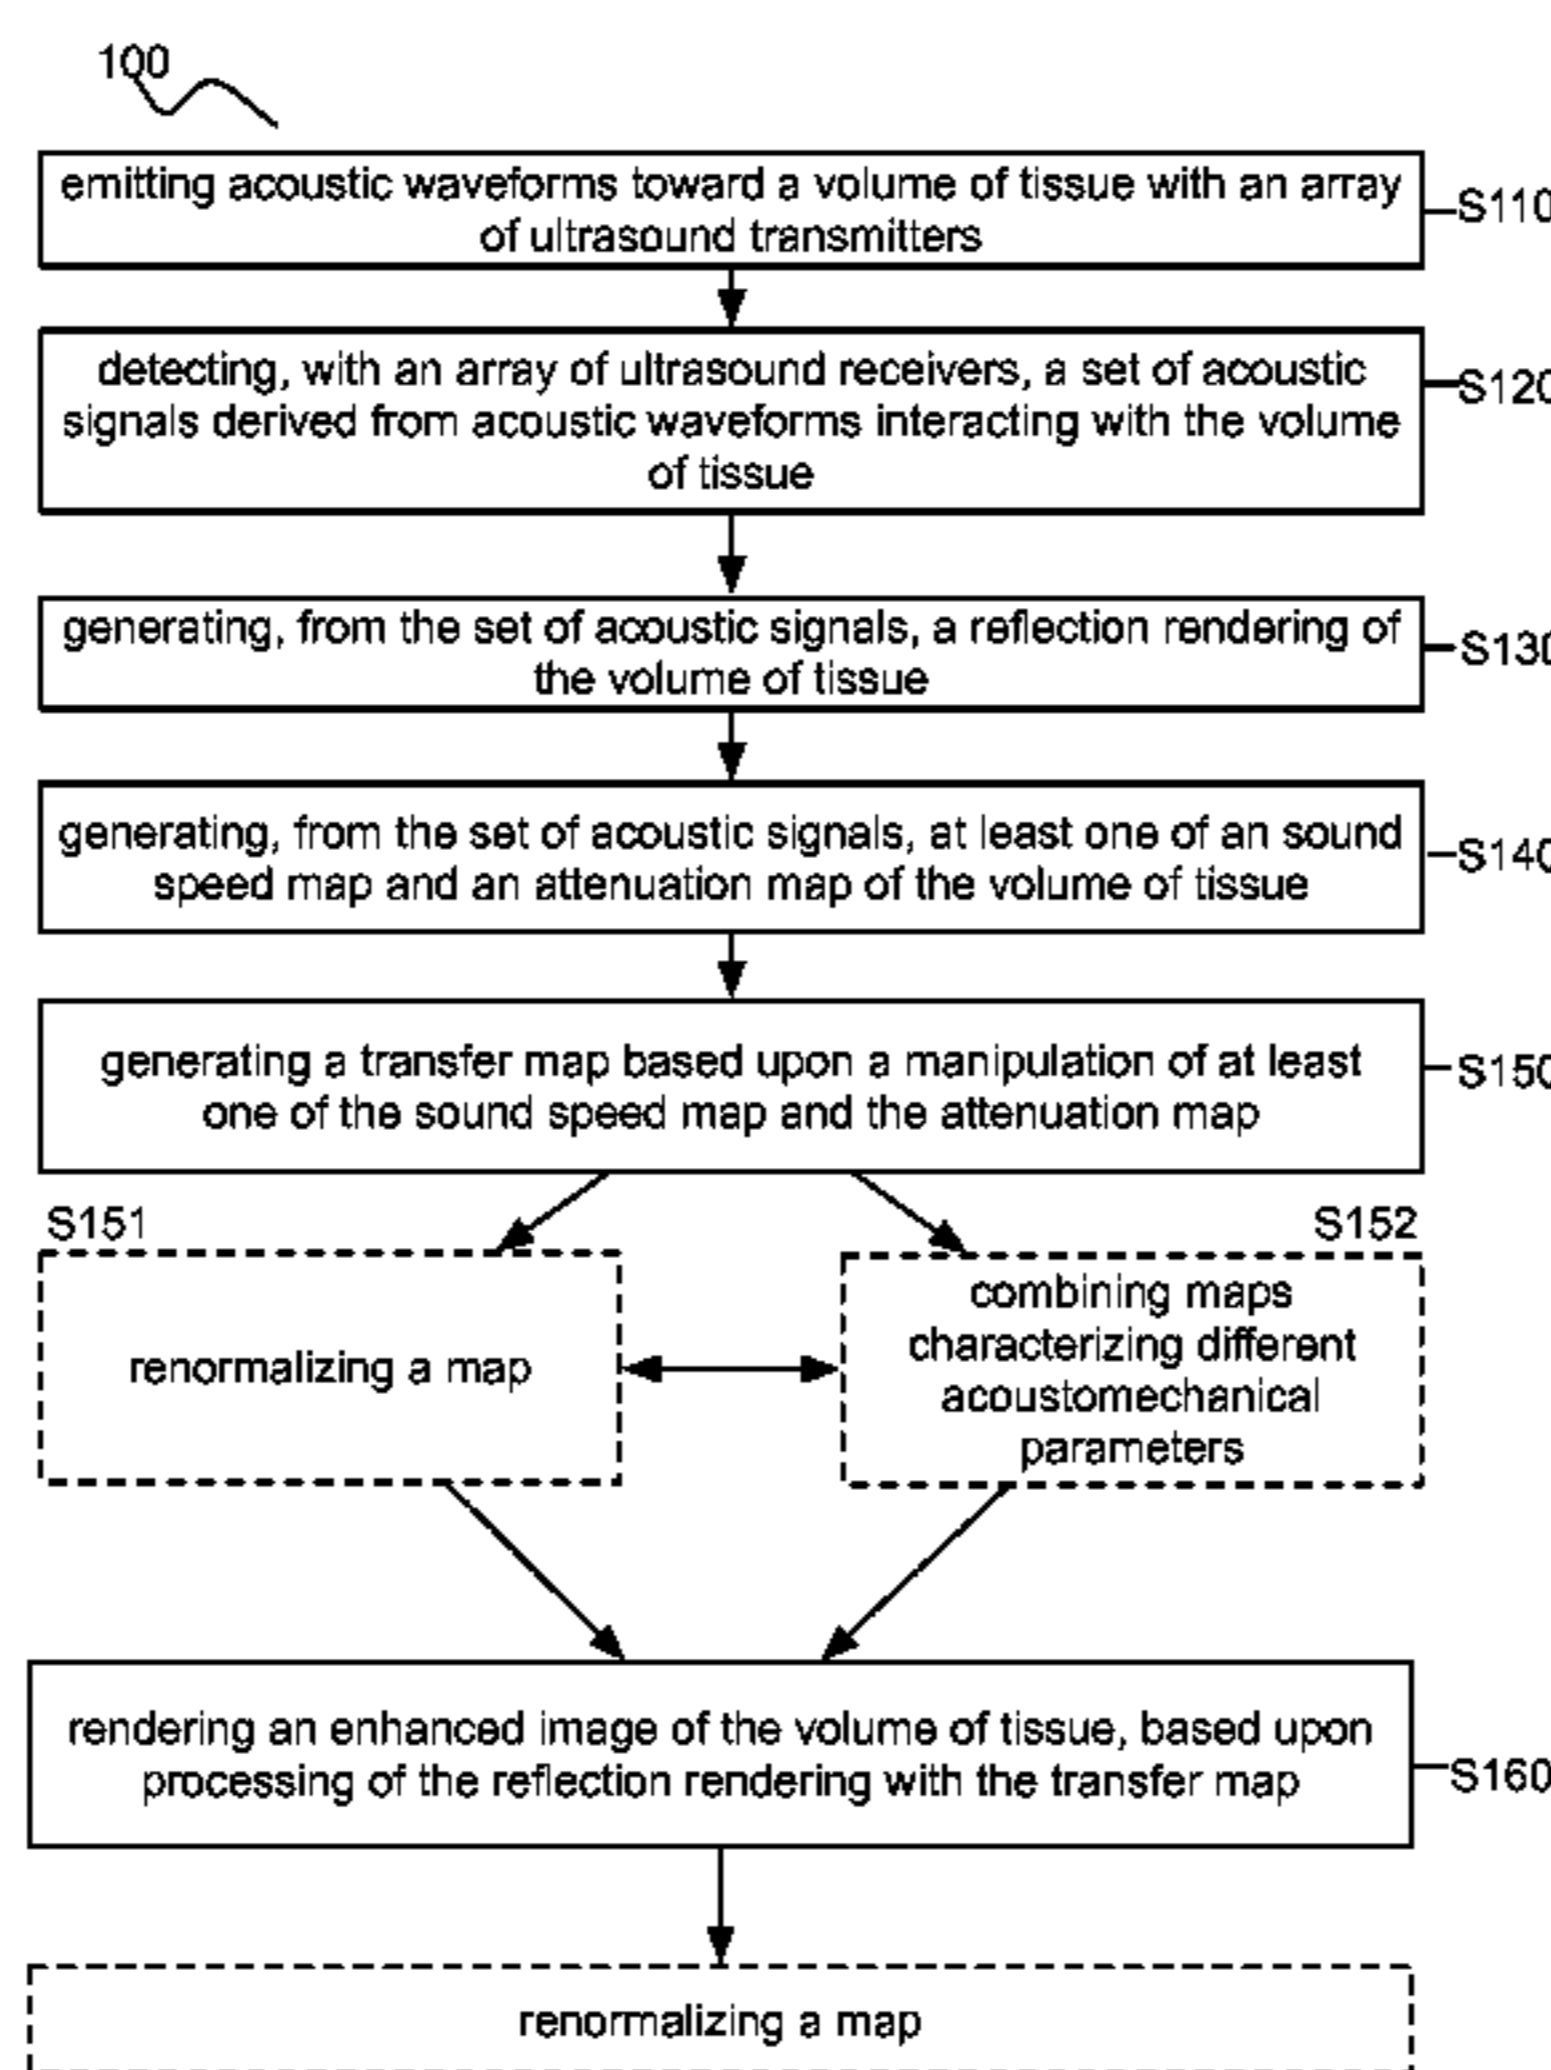 100
emitting acoustic waveforms toward a volume of tissue with an array
of ultrasound transmitters
S110
detecting, with an array of ultrasound receivers, a set of acoustic
signals derived from acoustic waveforms interacting with the volume
of tissue
S120
generating, from the set of acoustic signals, a reflection rendering of
the volume of tissue
S130
generating, from the set of acoustic signals, at least one of an sound
speed map and an attenuation map of the volume of tissue
S140
generating a transfer map based upon a manipulation of at least
one of the sound speed map and the attenuation map
S150
S151
renormalizing a map
S152
combining maps
characterizing different
acoustomechanical
parameters
rendering an enhanced image of the volume of tissue, based upon
processing of the reflection rendering with the transfer map
S160
renormalizing a map